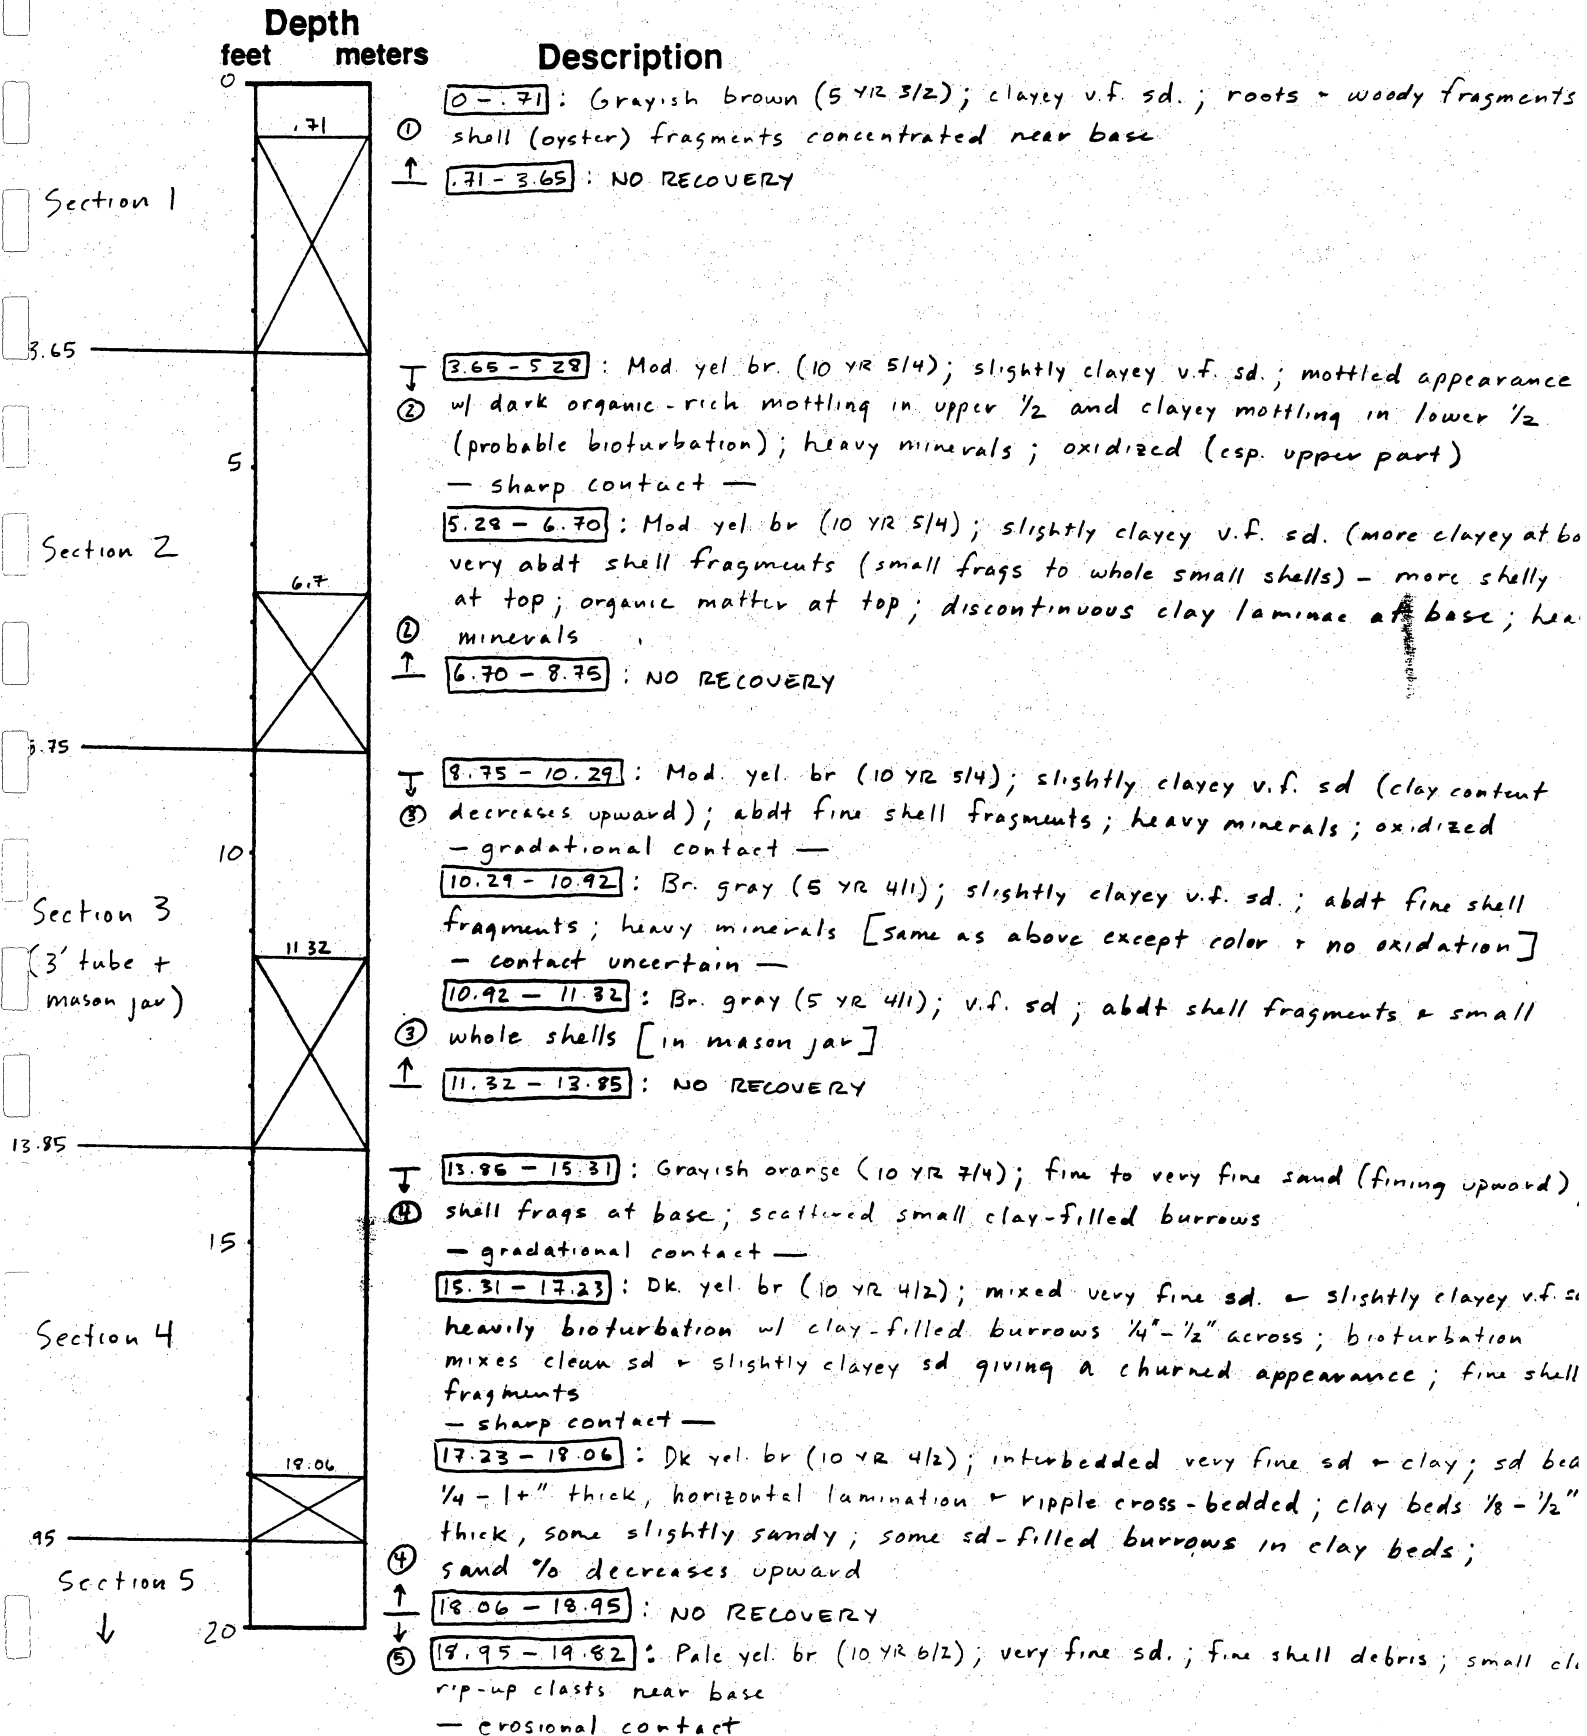 Depth
feet meters Description
0
0 - .71 : Grayish brown (5 YR 3/2); clayey v.f. sd.; roots + woody fragments
.71 ① shell (oyster) fragments concentrated near base
↑ .71 - 3.65 : NO RECOVERY
Section 1
3.65
3.65 - 5.28 : Mod yel br. (10 YR 5/4); slightly clayey v.f. sd.; mottled appearance
↓ ② w/ dark organic-rich mottling in upper 1/2 and clayey mottling in lower 1/2
(probable bioturbation); heavy minerals; oxidized (esp. upper part)
5
— sharp contact —
5.28 - 6.70 : Mod yel br (10 YR 5/4); slightly clayey v.f. sd. (more clayey at bo
Section 2
very abdt shell fragments (small frags to whole small shells) - more shelly
6.7
at top; organic matter at top; discontinuous clay laminae at base; hea
② minerals
↑ 6.70 - 8.75 : NO RECOVERY
.75
8.75 - 10.29 : Mod. yel. br (10 YR 5/4); slightly clayey v.f. sd (clay content
↓ ③ decreases upward); abdt fine shell fragments; heavy minerals; oxidized
10
— gradational contact —
10.29 - 10.92 : Br. gray (5 YR 4/1); slightly clayey v.f. sd.; abdt fine shell
Section 3
fragments; heavy minerals [same as above except color + no oxidation]
11 32
(3' tube +
— contact uncertain —
mason jar)
10.92 — 11.32 : Br. gray (5 YR 4/1); v.f. sd; abdt shell fragments + small
③ whole shells [in mason jar]
↑ 11.32 - 13.85 : NO RECOVERY
13.85
13.85 - 15.31 : Grayish orange (10 YR 7/4); fine to very fine sand (fining upward)
↓ ④ shell frags at base; scattered small clay-filled burrows
15
— gradational contact —
15.31 - 17.23 : Dk. yel. br (10 YR 4/2); mixed very fine sd. + slightly clayey v.f. s
Section 4
heavily bioturbation w/ clay-filled burrows 1/4"-1/2" across; bioturbation
mixes clean sd + slightly clayey sd giving a churned appearance; fine shell
fragments
— sharp contact —
18.06
17.23 - 18.06 : Dk yel. br (10 YR 4/2); interbedded very fine sd + clay; sd be
1/4 - 1+" thick, horizontal lamination + ripple cross-bedded; clay beds 1/8 - 1/2"
95
thick, some slightly sandy; some sd-filled burrows in clay beds;
Section 5
④ sand % decreases upward
↓
↑ 18.06 - 18.95 : NO RECOVERY
20
↓ ⑤ 18.95 - 19.82 : Pale yel. br (10 YR 6/2); very fine sd.; fine shell debris; small cl
rip-up clasts near base
— erosional contact